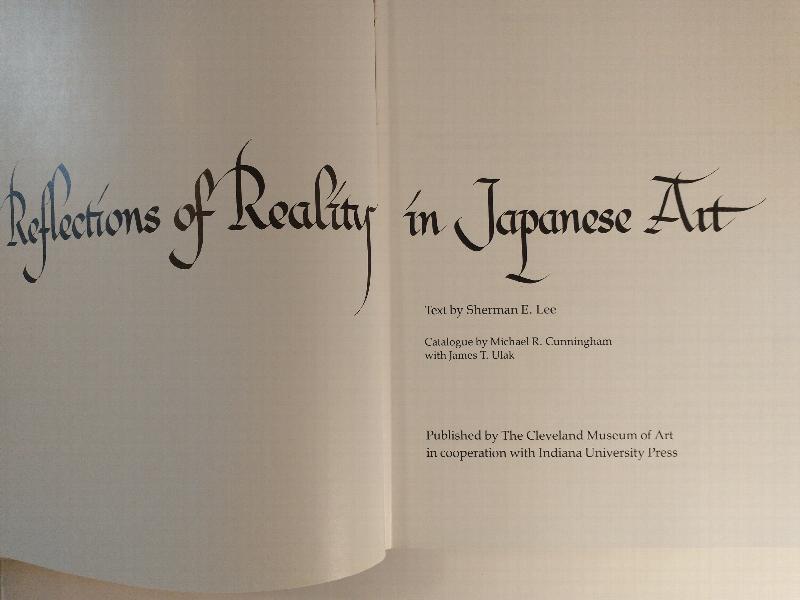 Reflections of Reality in Japanese Art
Text by Sherman E. Lee
Catalogue by Michael R. Cunningham
with James T. Ulak
Published by The Cleveland Museum of Art
in cooperation with Indiana University Press